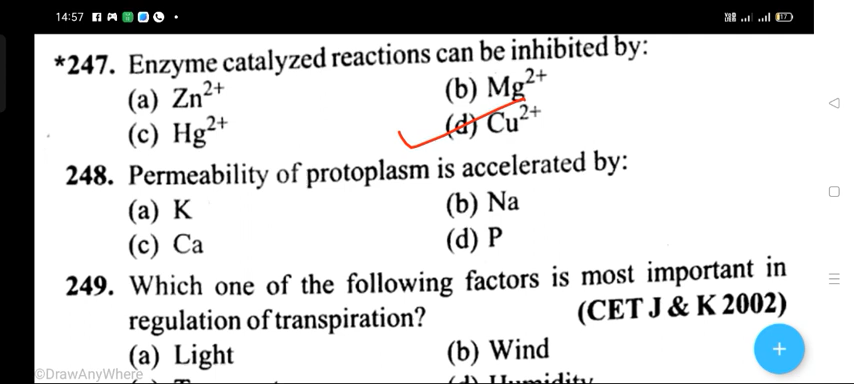 14:57
*247. Enzyme catalyzed reactions can be inhibited by:
(a) Zn²⁺ (b) Mg²⁺
(c) Hg²⁺ (d) Cu²⁺
248. Permeability of protoplasm is accelerated by:
(a) K (b) Na
(c) Ca (d) P
249. Which one of the following factors is most important in
regulation of transpiration? (CET J & K 2002)
(a) Light (b) Wind
Humidity
©DrawAnyWhere